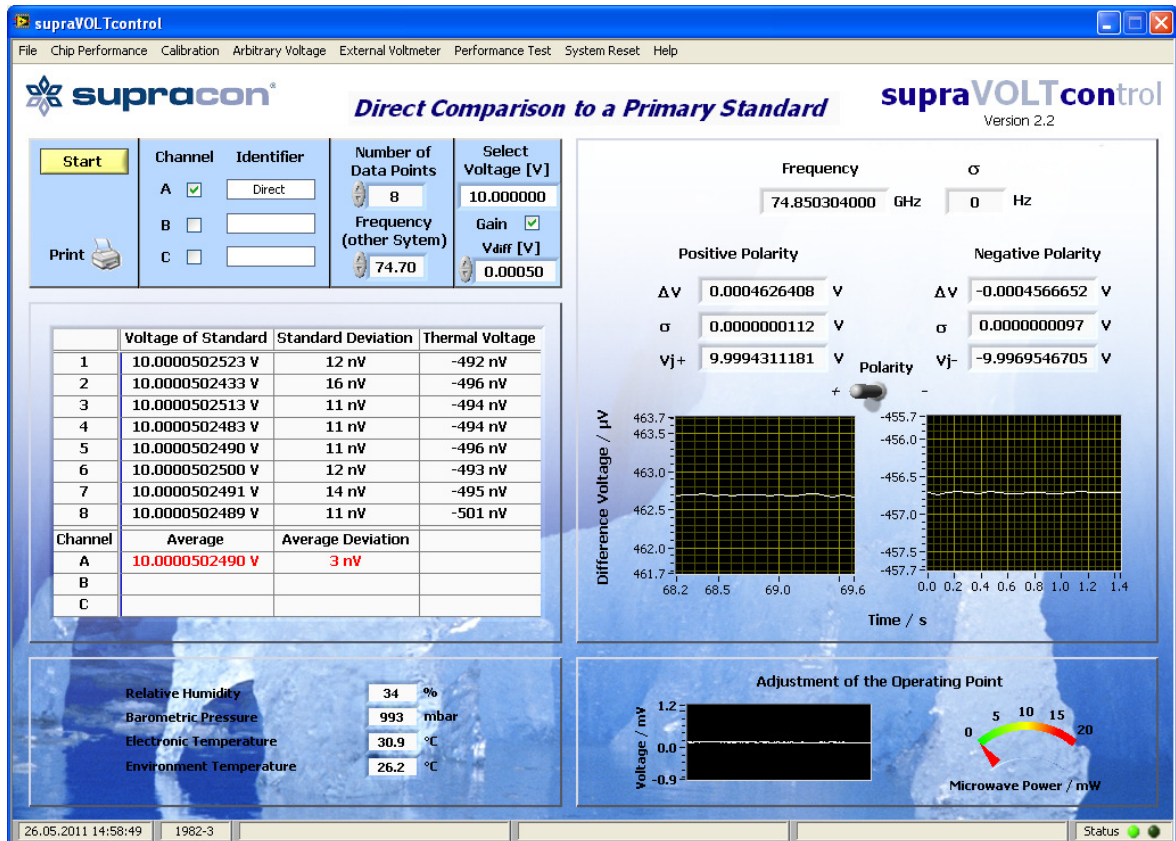 supraVOLTcontrol
File Chip Performance Calibration Arbitrary Voltage External Voltmeter Performance Test System Reset Help
supracon®
Direct Comparison to a Primary Standard
supraVOLTcontrol
Version 2.2
Start
Print
Channel Identifier
A Direct
B
C
Number of
Data Points
8
Frequency
(other Sytem)
74.70
Select
Voltage [V]
10.000000
Gain
Vdiff [V]
0.00050
Voltage of Standard Standard Deviation Thermal Voltage
1 10.0000502523 V 12 nV -492 nV
2 10.0000502433 V 16 nV -496 nV
3 10.0000502513 V 11 nV -494 nV
4 10.0000502483 V 11 nV -494 nV
5 10.0000502490 V 11 nV -496 nV
6 10.0000502500 V 12 nV -493 nV
7 10.0000502491 V 14 nV -495 nV
8 10.0000502489 V 11 nV -501 nV
Channel Average Average Deviation
A 10.0000502490 V 3 nV
B
C
Frequency σ
74.850304000 GHz 0 Hz
Positive Polarity Negative Polarity
ΔV 0.0004626408 V ΔV -0.0004566652 V
σ 0.0000000112 V σ 0.0000000097 V
Vj+ 9.9994311181 V Vj- -9.9969546705 V
Polarity
+ -
Difference Voltage / µV
463.7
463.5
463.0
462.5
462.0
461.7
68.2 68.5 69.0 69.6
-455.7
-456.0
-456.5
-457.0
-457.5
-457.7
0.0 0.2 0.4 0.6 0.8 1.0 1.2 1.4
Time / s
Relative Humidity 34 %
Barometric Pressure 993 mbar
Electronic Temperature 30.9 °C
Environment Temperature 26.2 °C
Adjustment of the Operating Point
Voltage / mV
1.2
0.0
-0.9
0 5 10 15 20
Microwave Power / mW
26.05.2011 14:58:49 1982-3 Status